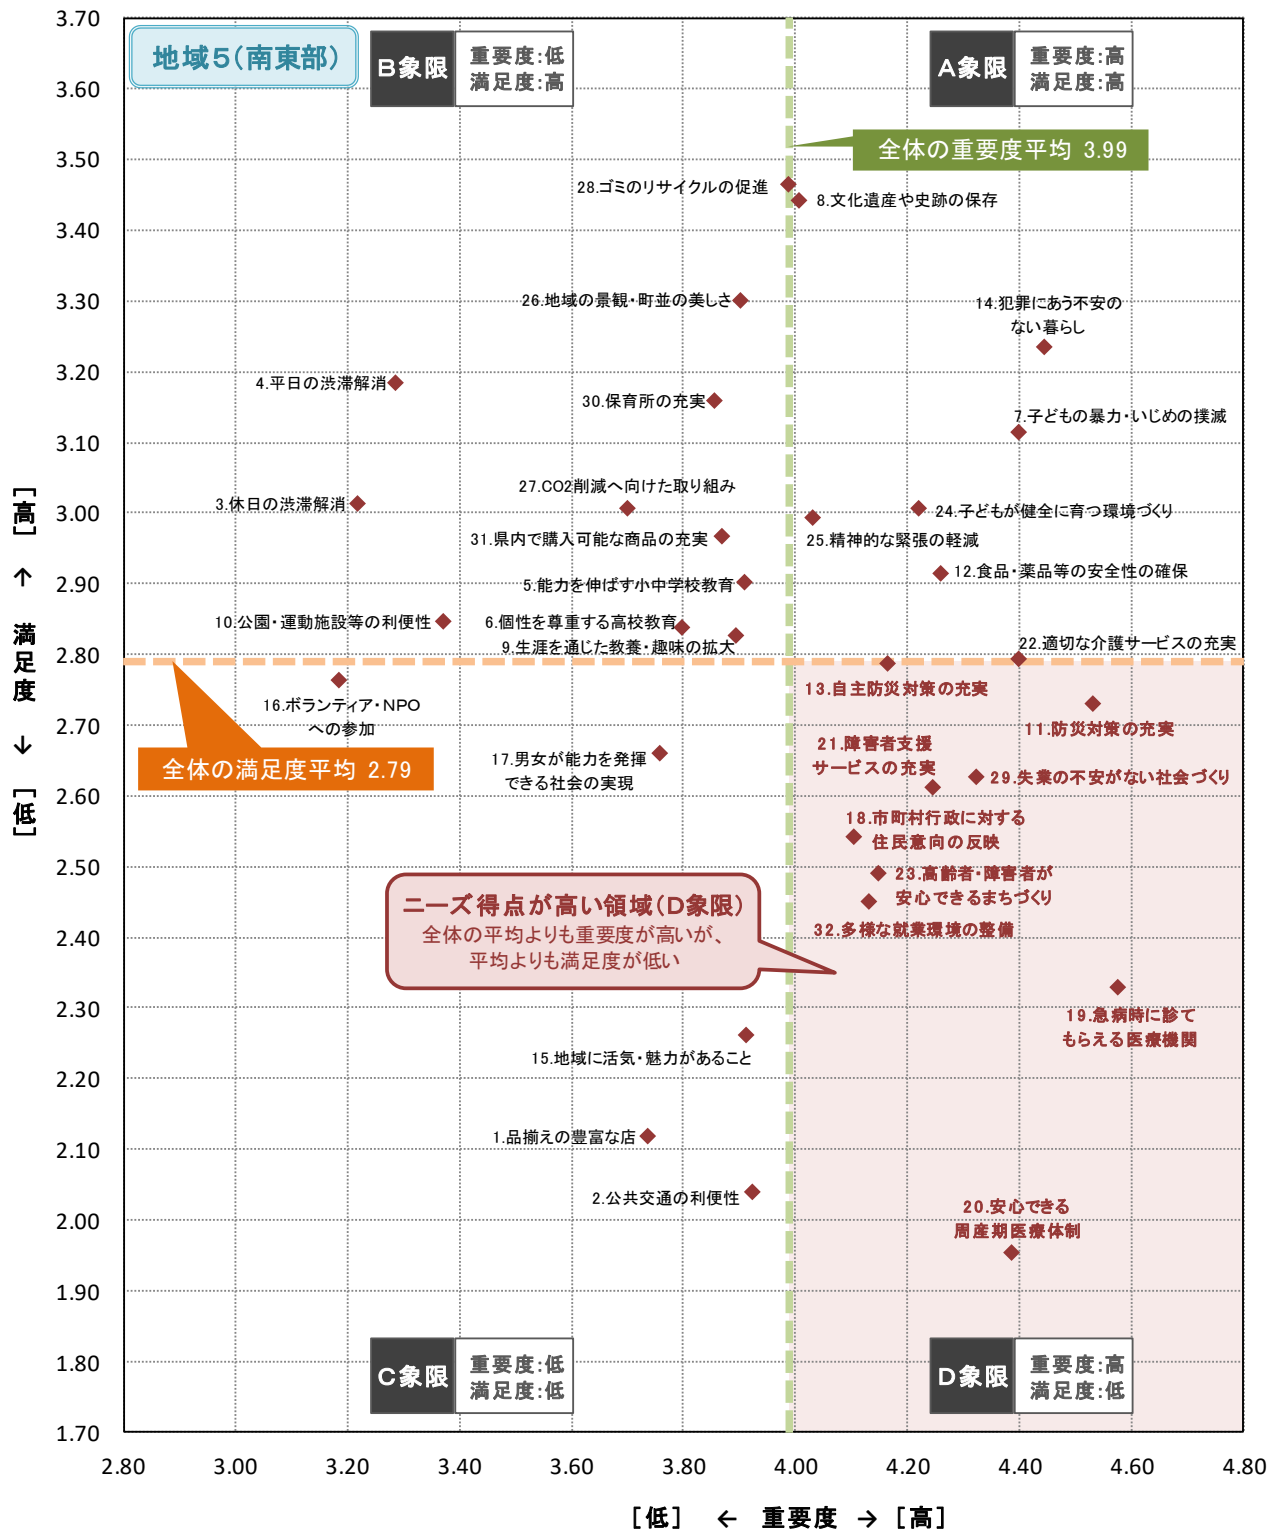 地域5(南東部)
B象限
重要度:低
満足度:高
A象限
重要度:高
満足度:高
全体の重要度平均 3.99
28.ゴミのリサイクルの促進
8.文化遺産や史跡の保存
26.地域の景観・町並の美しさ
14.犯罪にあう不安の
ない暮らし
4.平日の渋滞解消
30.保育所の充実
7.子どもの暴力・いじめの撲滅
27.CO2削減へ向けた取り組み
3.休日の渋滞解消
24.子どもが健全に育つ環境づくり
31.県内で購入可能な商品の充実
25.精神的な緊張の軽減
5.能力を伸ばす小中学校教育
12.食品・薬品等の安全性の確保
10.公園・運動施設等の利便性
6.個性を尊重する高校教育
9.生涯を通じた教養・趣味の拡大
22.適切な介護サービスの充実
13.自主防災対策の充実
16.ボランティア・NPO
への参加
11.防災対策の充実
全体の満足度平均 2.79
17.男女が能力を発揮
できる社会の実現
21.障害者支援
サービスの充実
29.失業の不安がない社会づくり
18.市町村行政に対する
住民意向の反映
23.高齢者・障害者が
安心できるまちづくり
32.多様な就業環境の整備
ニーズ得点が高い領域(D象限)
全体の平均よりも重要度が高いが、
平均よりも満足度が低い
19.急病時に診て
もらえる医療機関
15.地域に活気・魅力があること
1.品揃えの豊富な店
2.公共交通の利便性
20.安心できる
周産期医療体制
C象限
重要度:低
満足度:低
D象限
重要度:高
満足度:低
3.70
3.60
3.50
3.40
3.30
3.20
3.10
3.00
2.90
2.80
2.70
2.60
2.50
2.40
2.30
2.20
2.10
2.00
1.90
1.80
1.70
[高] ↑ 満足度 ↓ [低]
2.80 3.00 3.20 3.40 3.60 3.80 4.00 4.20 4.40 4.60 4.80
[低] ← 重要度 → [高]